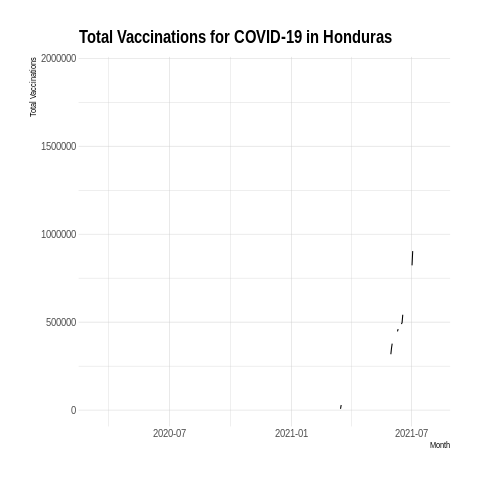 Total Vaccinations for COVID-19 in Honduras
Total Vaccinations
2000000
1500000
1000000
500000
0
2020-07 2021-01 2021-07
Month